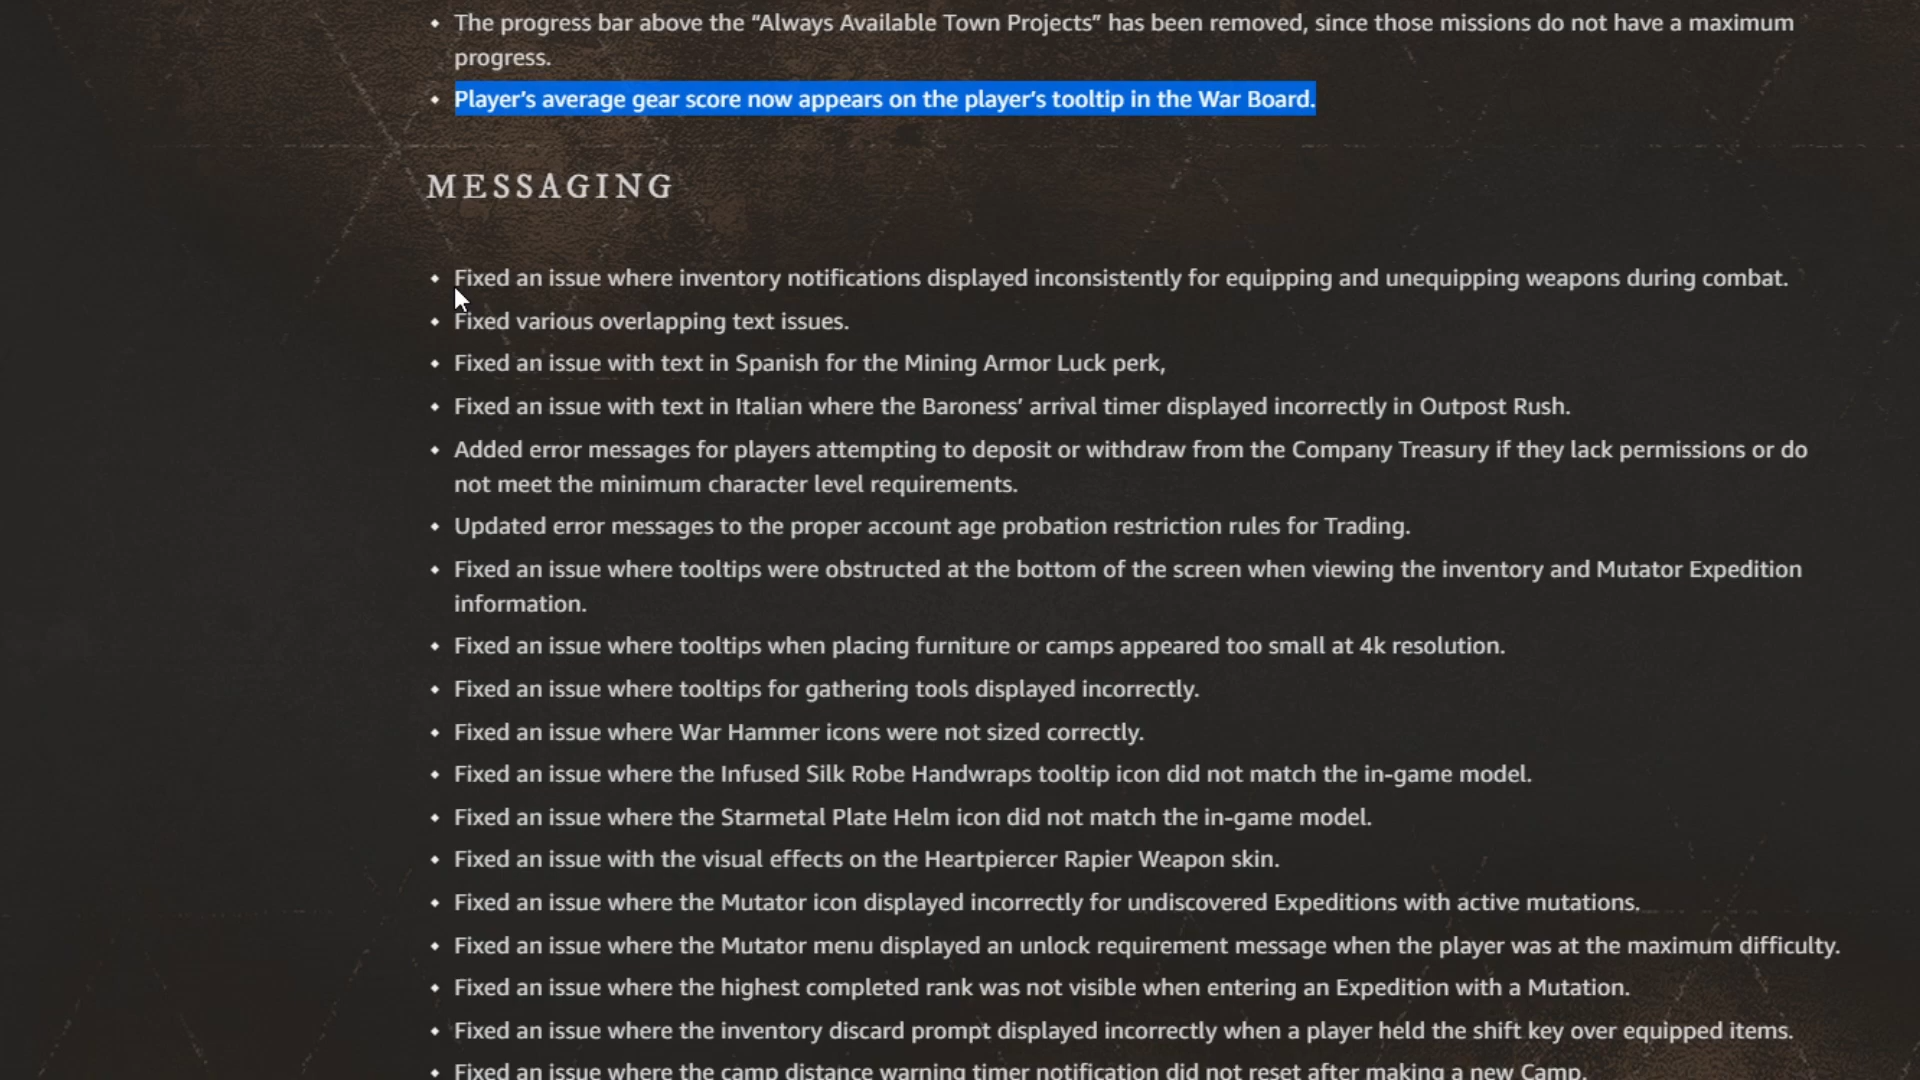 The progress bar above the “Always Available Town Projects” has been removed, since those missions do not have a maximum
progress.
Player’s average gear score now appears on the player’s tooltip in the War Board.
MESSAGING
Fixed an issue where inventory notifications displayed inconsistently for equipping and unequipping weapons during combat.
Fixed various overlapping text issues.
Fixed an issue with text in Spanish for the Mining Armor Luck perk,
Fixed an issue with text in Italian where the Baroness’ arrival timer displayed incorrectly in Outpost Rush.
Added error messages for players attempting to deposit or withdraw from the Company Treasury if they lack permissions or do
not meet the minimum character level requirements.
Updated error messages to the proper account age probation restriction rules for Trading.
Fixed an issue where tooltips were obstructed at the bottom of the screen when viewing the inventory and Mutator Expedition
information.
Fixed an issue where tooltips when placing furniture or camps appeared too small at 4k resolution.
Fixed an issue where tooltips for gathering tools displayed incorrectly.
Fixed an issue where War Hammer icons were not sized correctly.
Fixed an issue where the Infused Silk Robe Handwraps tooltip icon did not match the in-game model.
Fixed an issue where the Starmetal Plate Helm icon did not match the in-game model.
Fixed an issue with the visual effects on the Heartpiercer Rapier Weapon skin.
Fixed an issue where the Mutator icon displayed incorrectly for undiscovered Expeditions with active mutations.
Fixed an issue where the Mutator menu displayed an unlock requirement message when the player was at the maximum difficulty.
Fixed an issue where the highest completed rank was not visible when entering an Expedition with a Mutation.
Fixed an issue where the inventory discard prompt displayed incorrectly when a player held the shift key over equipped items.
Fixed an issue where the camp distance warning timer notification did not reset after making a new Camp.